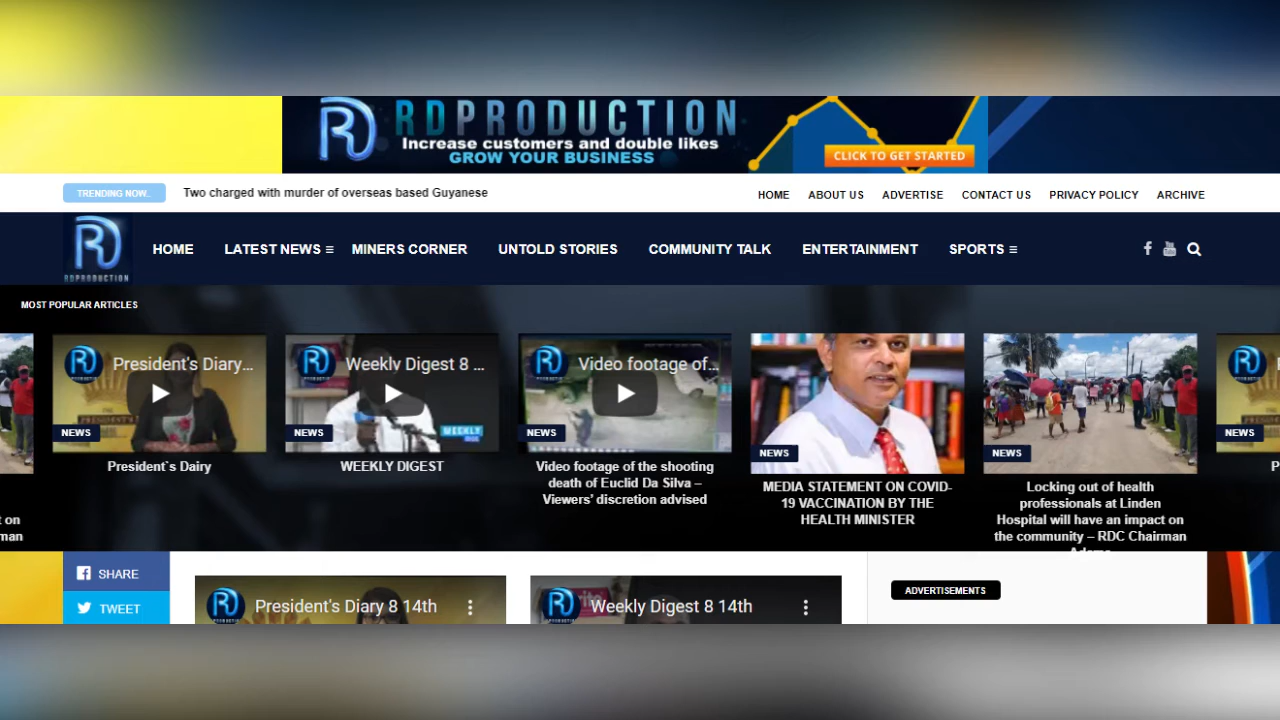 RDPRODUCTION
Increase customers and double likes
GROW YOUR BUSINESS
CLICK TO GET STARTED
TRENDING NOW..
Two charged with murder of overseas based Guyanese
HOME ABOUT US ADVERTISE CONTACT US PRIVACY POLICY ARCHIVE
RDPRODUCTION
HOME LATEST NEWS ≡ MINERS CORNER UNTOLD STORIES COMMUNITY TALK ENTERTAINMENT SPORTS ≡
MOST POPULAR ARTICLES
t on
man
President's Diary...
NEWS
President`s Dairy
Weekly Digest 8 ...
WEEKLY
NEWS
WEEKLY DIGEST
Video footage of...
NEWS
Video footage of the shooting
death of Euclid Da Silva –
Viewers' discretion advised
NEWS
MEDIA STATEMENT ON COVID-
19 VACCINATION BY THE
HEALTH MINISTER
NEWS
Locking out of health
professionals at Linden
Hospital will have an impact on
the community – RDC Chairman
Adams
NEWS
SHARE
TWEET
President's Diary 8 14th
Weekly Digest 8 14th
ADVERTISEMENTS